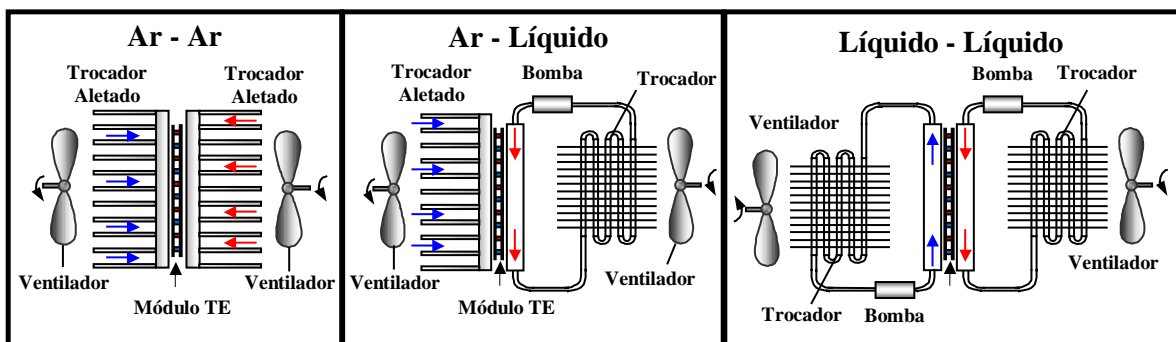 Ar - Ar
Trocador
Aletado
Trocador
Aletado
Ventilador
Ventilador
Módulo TE
Ar - Líquido
Trocador
Aletado
Bomba
Trocador
Ventilador
Ventilador
Módulo TE
Líquido - Líquido
Bomba
Trocador
Ventilador
Ventilador
Trocador
Bomba